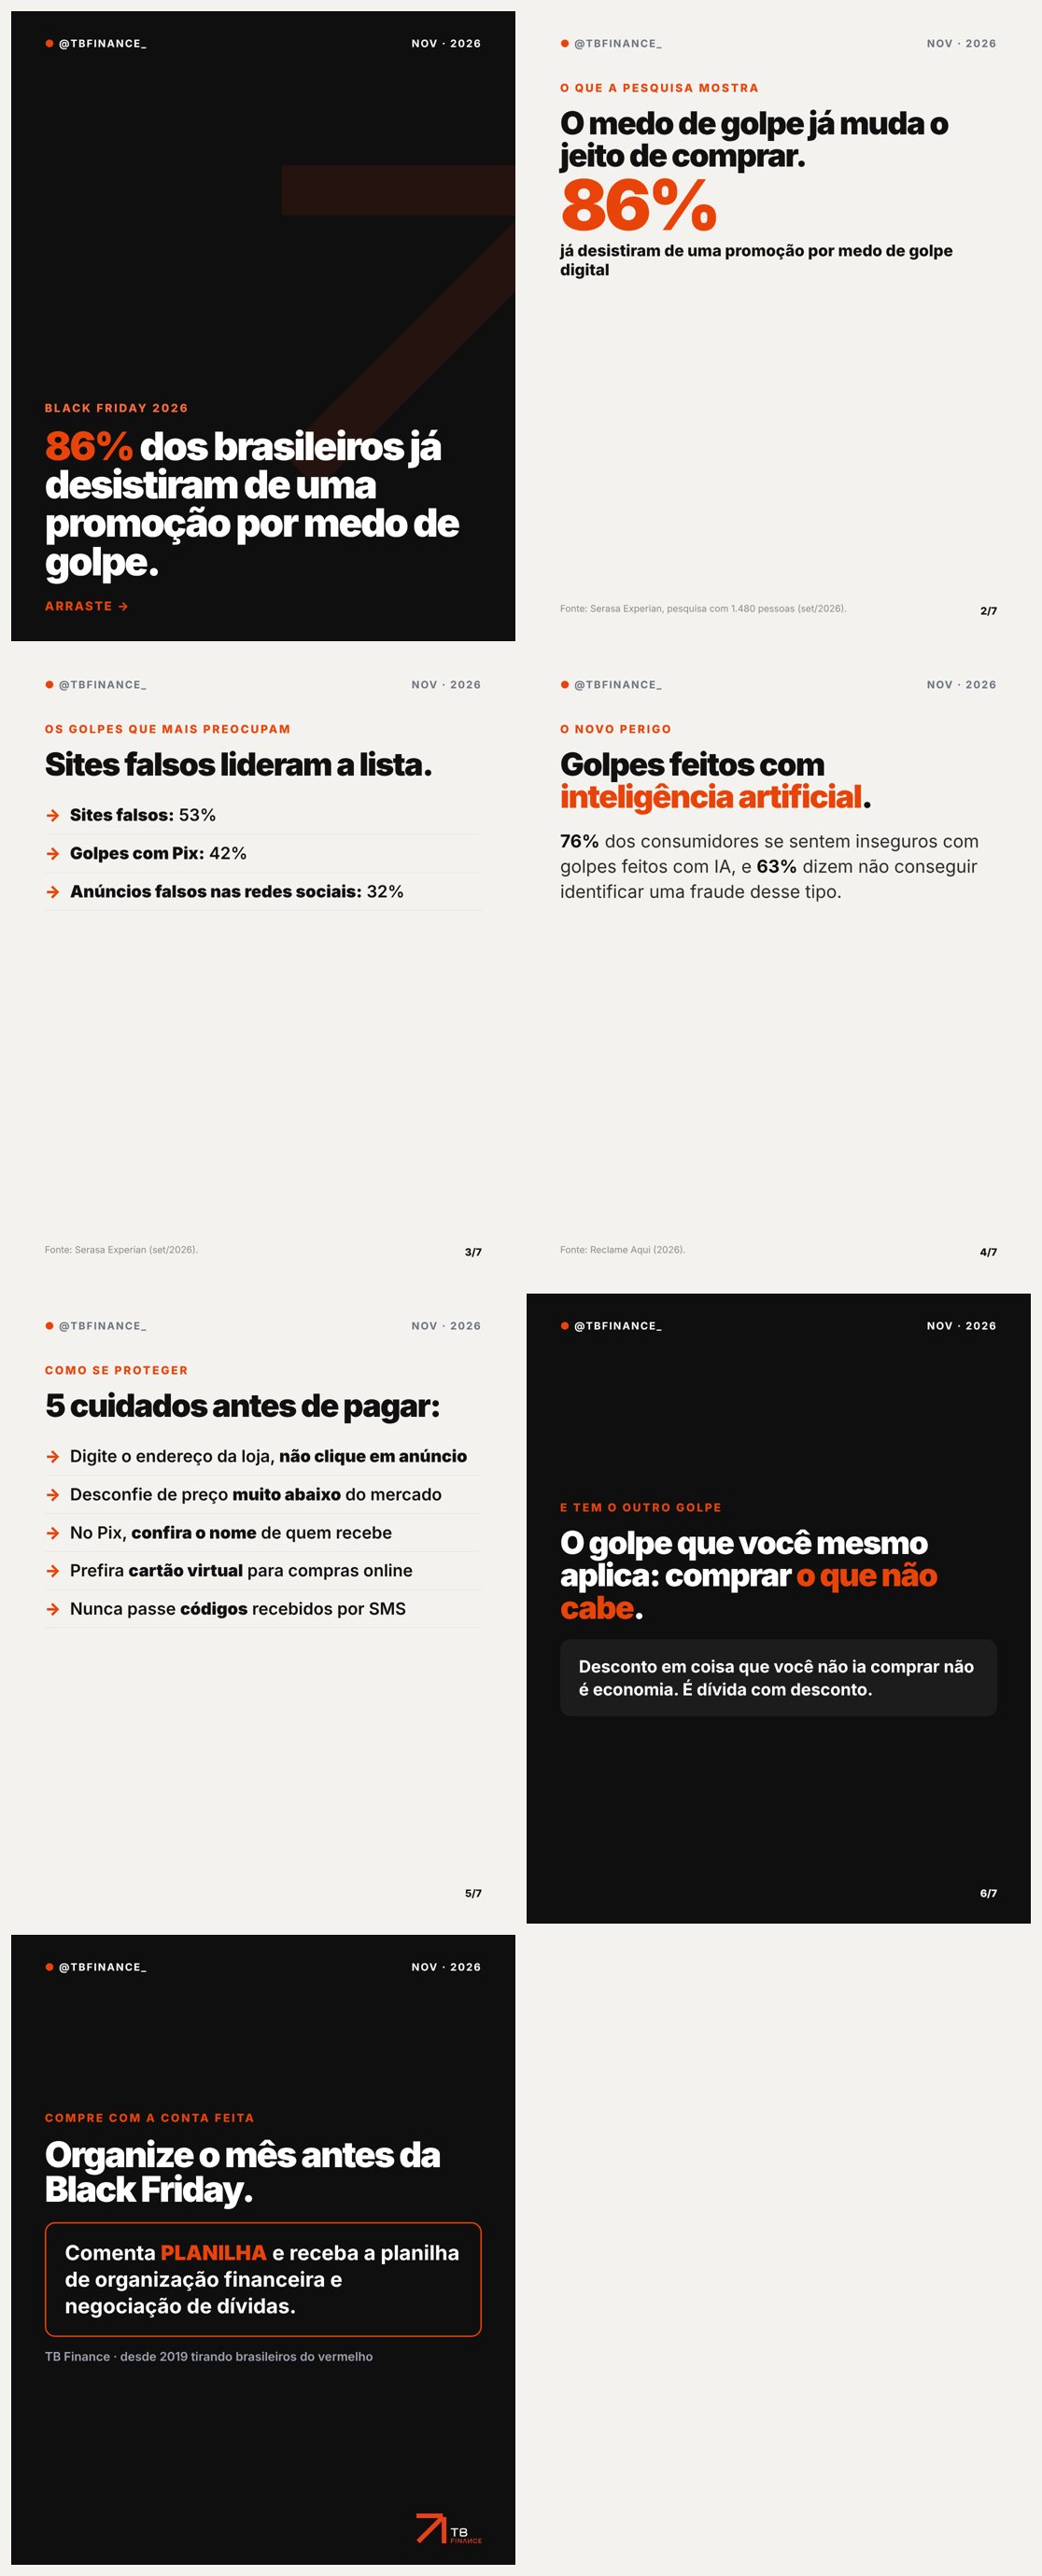 @TBFINANCE_
NOV · 2026
BLACK FRIDAY 2026
86% dos brasileiros já
desistiram de uma
promoção por medo de
golpe.
ARRASTE →
@TBFINANCE_
NOV · 2026
O QUE A PESQUISA MOSTRA
O medo de golpe já muda o
jeito de comprar.
86%
já desistiram de uma promoção por medo de golpe
digital
Fonte: Serasa Experian, pesquisa com 1.480 pessoas (set/2026).
2/7
@TBFINANCE_
NOV · 2026
OS GOLPES QUE MAIS PREOCUPAM
Sites falsos lideram a lista.
→ Sites falsos: 53%
→ Golpes com Pix: 42%
→ Anúncios falsos nas redes sociais: 32%
Fonte: Serasa Experian (set/2026).
3/7
@TBFINANCE_
NOV · 2026
O NOVO PERIGO
Golpes feitos com
inteligência artificial.
76% dos consumidores se sentem inseguros com
golpes feitos com IA, e 63% dizem não conseguir
identificar uma fraude desse tipo.
Fonte: Reclame Aqui (2026).
4/7
@TBFINANCE_
NOV · 2026
COMO SE PROTEGER
5 cuidados antes de pagar:
→ Digite o endereço da loja, não clique em anúncio
→ Desconfie de preço muito abaixo do mercado
→ No Pix, confira o nome de quem recebe
→ Prefira cartão virtual para compras online
→ Nunca passe códigos recebidos por SMS
5/7
@TBFINANCE_
NOV · 2026
E TEM O OUTRO GOLPE
O golpe que você mesmo
aplica: comprar o que não
cabe.
Desconto em coisa que você não ia comprar não
é economia. É dívida com desconto.
6/7
@TBFINANCE_
NOV · 2026
COMPRE COM A CONTA FEITA
Organize o mês antes da
Black Friday.
Comenta PLANILHA e receba a planilha
de organização financeira e
negociação de dívidas.
TB Finance · desde 2019 tirando brasileiros do vermelho
TB
FINANCE